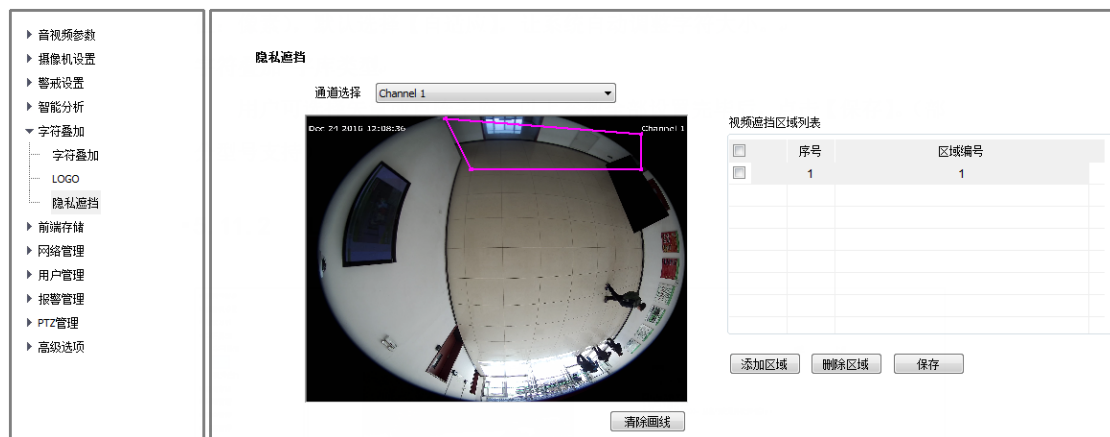 音视频参数
摄像机设置
警戒设置
智能分析
字符叠加
字符叠加
LOGO
隐私遮挡
前端存储
网络管理
用户管理
报警管理
PTZ管理
高级选项
隐私遮挡
通道选择 Channel 1
Dec 24 2016 12:08:36 Channel 1
清除画线
视频遮挡区域列表
序号 区域编号
1 1
添加区域 删除区域 保存